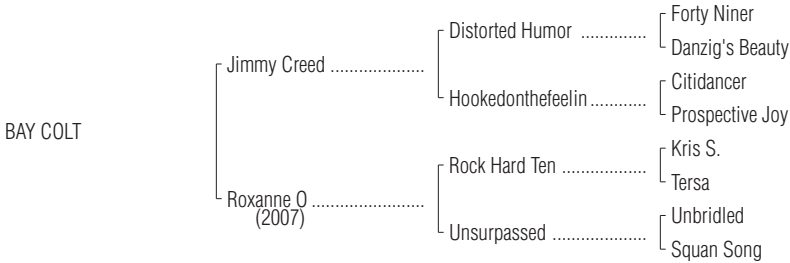 Forty Niner
Distorted Humor ..............
Danzig's Beauty
Jimmy Creed ....................
Citidancer
Hookedonthefeelin ............
Prospective Joy
BAY COLT
Kris S.
Rock Hard Ten ..................
Tersa
Roxanne O ........................
(2007)
Unbridled
Unsurpassed ....................
Squan Song